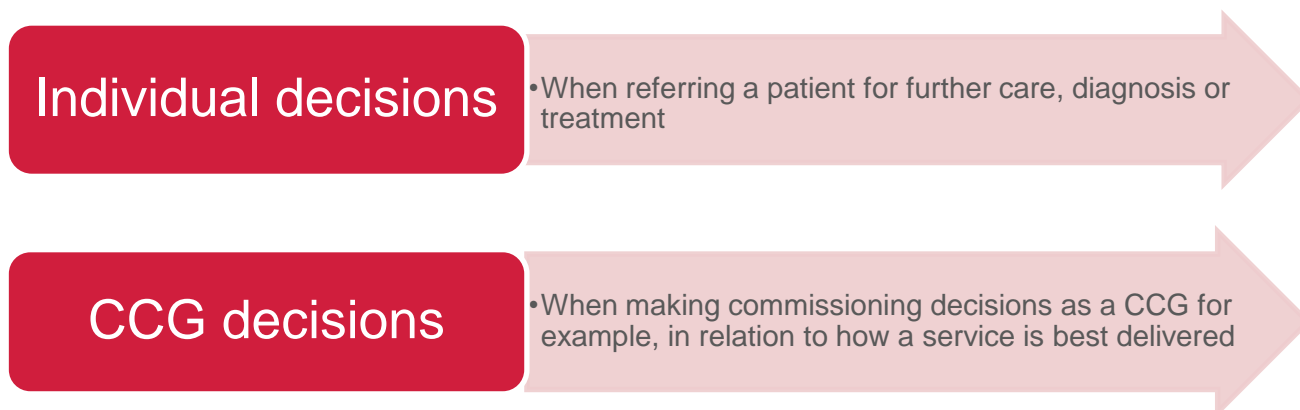 Individual decisions
•When referring a patient for further care, diagnosis or
treatment
CCG decisions
•When making commissioning decisions as a CCG for
example, in relation to how a service is best delivered